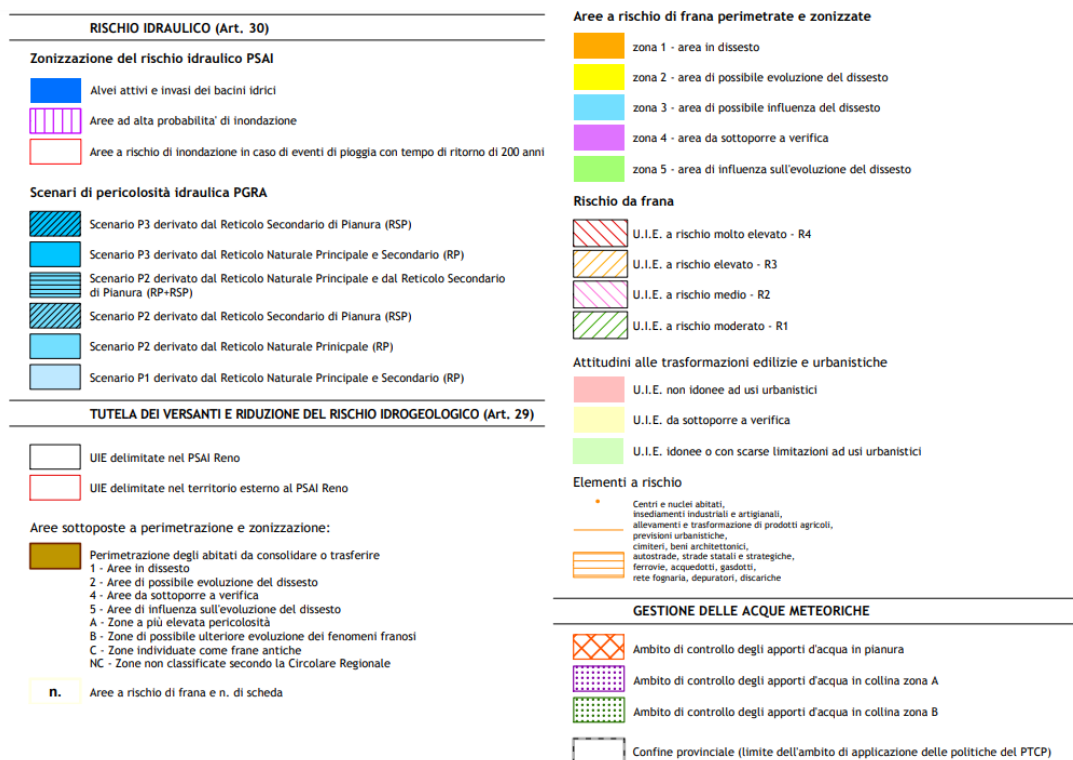 RISCHIO IDRAULICO (Art. 30)
Zonizzazione del rischio idraulico PSAI
Alvei attivi e invasi dei bacini idrici
Aree ad alta probabilita' di inondazione
Aree a rischio di inondazione in caso di eventi di pioggia con tempo di ritorno di 200 anni
Scenari di pericolosità idraulica PGRA
Scenario P3 derivato dal Reticolo Secondario di Pianura (RSP)
Scenario P3 derivato dal Reticolo Naturale Principale e Secondario (RP)
Scenario P2 derivato dal Reticolo Naturale Principale e dal Reticolo Secondario
di Pianura (RP+RSP)
Scenario P2 derivato dal Reticolo Secondario di Pianura (RSP)
Scenario P2 derivato dal Reticolo Naturale Prinicpale (RP)
Scenario P1 derivato dal Reticolo Naturale Principale e Secondario (RP)
TUTELA DEI VERSANTI E RIDUZIONE DEL RISCHIO IDROGEOLOGICO (Art. 29)
UIE delimitate nel PSAI Reno
UIE delimitate nel territorio esterno al PSAI Reno
Aree sottoposte a perimetrazione e zonizzazione:
Perimetrazione degli abitati da consolidare o trasferire
1 - Aree in dissesto
2 - Aree di possibile evoluzione del dissesto
4 - Aree da sottoporre a verifica
5 - Aree di influenza sull'evoluzione del dissesto
A - Zone a più elevata pericolosità
B - Zone di possibile ulteriore evoluzione dei fenomeni franosi
C - Zone individuate come frane antiche
NC - Zone non classificate secondo la Circolare Regionale
n. Aree a rischio di frana e n. di scheda
Aree a rischio di frana perimetrate e zonizzate
zona 1 - area in dissesto
zona 2 - area di possibile evoluzione del dissesto
zona 3 - area di possibile influenza del dissesto
zona 4 - area da sottoporre a verifica
zona 5 - area di influenza sull'evoluzione del dissesto
Rischio da frana
U.I.E. a rischio molto elevato - R4
U.I.E. a rischio elevato - R3
U.I.E. a rischio medio - R2
U.I.E. a rischio moderato - R1
Attitudini alle trasformazioni edilizie e urbanistiche
U.I.E. non idonee ad usi urbanistici
U.I.E. da sottoporre a verifica
U.I.E. idonee o con scarse limitazioni ad usi urbanistici
Elementi a rischio
Centri e nuclei abitati,
insediamenti industriali e artigianali,
allevamenti e trasformazione di prodotti agricoli,
previsioni urbanistiche,
cimiteri, beni architettonici,
autostrade, strade statali e strategiche,
ferrovie, acquedotti, gasdotti,
rete fognaria, depuratori, discariche
GESTIONE DELLE ACQUE METEORICHE
Ambito di controllo degli apporti d'acqua in pianura
Ambito di controllo degli apporti d'acqua in collina zona A
Ambito di controllo degli apporti d'acqua in collina zona B
Confine provinciale (limite dell'ambito di applicazione delle politiche del PTCP)